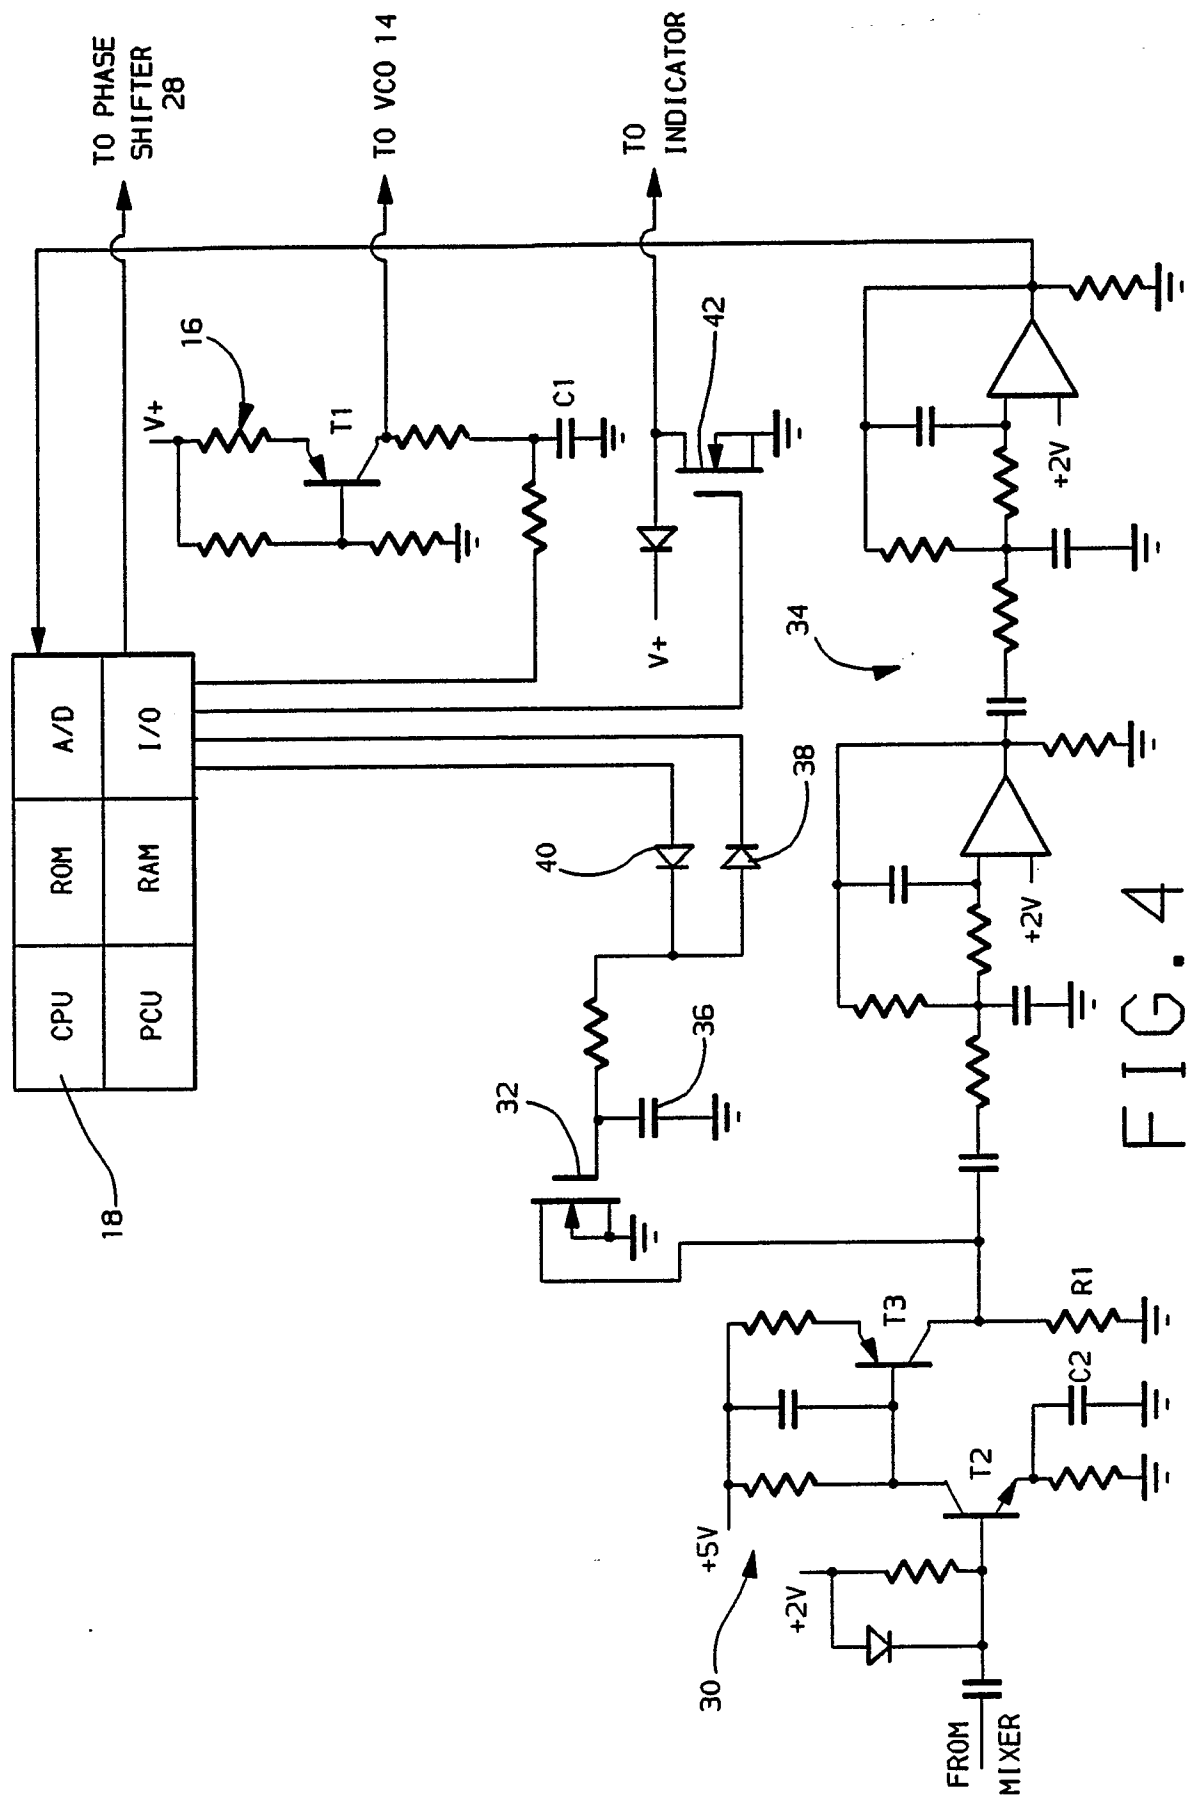 TO PHASE
SHIFTER
28
TO VCO 14
TO
INDICATOR
A/D
I/O
ROM
RAM
CPU
PCU
18
V+
16
T1
C1
V+
42
40
38
32
36
34
+2V
+2V
+5V
30
+2V
T3
T2
R1
C2
FROM
MIXER
FIG. 4